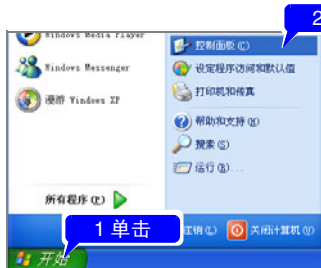 2
Windows Media Player
控制面板(C)
Windows Messenger
设定程序访问和默认值
漫游 Windows XP
打印机和传真
帮助和支持(H)
搜索(S)
运行(R)...
所有程序(P)
1 单击
注销(L)
关闭计算机(U)
开始